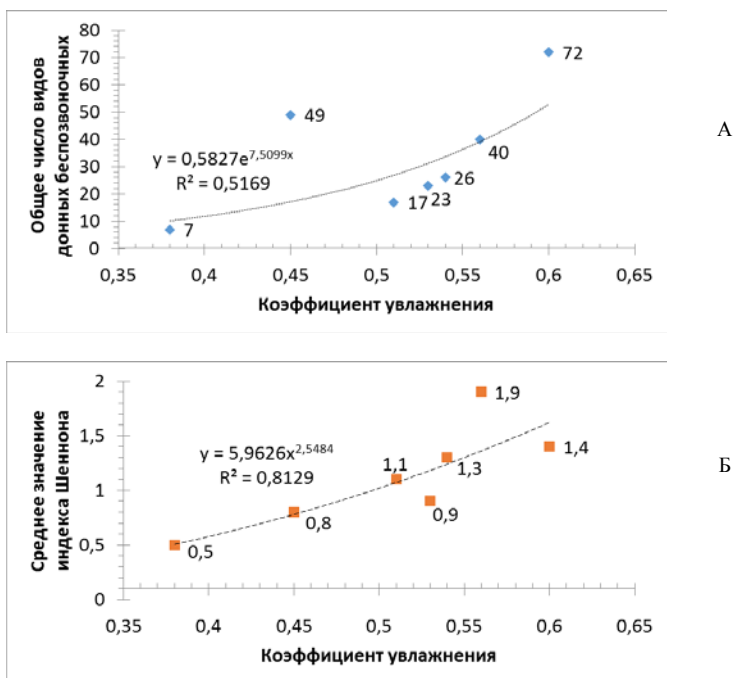 80
70
60
50
40
30
20
10
0
Общее число видов
донных беспозвоночных
72
49
40
26
17 23
7
y = 0,5827e^7,5099x
R² = 0,5169
0,35 0,4 0,45 0,5 0,55 0,6 0,65
Коэффициент увлажнения
А
2
1,5
1
0,5
0
Среднее значение
индекса Шеннона
1,9
1,4
1,3
1,1
0,9
0,8
0,5
y = 5,9626x^2,5484
R² = 0,8129
0,35 0,4 0,45 0,5 0,55 0,6 0,65
Коэффициент увлажнения
Б